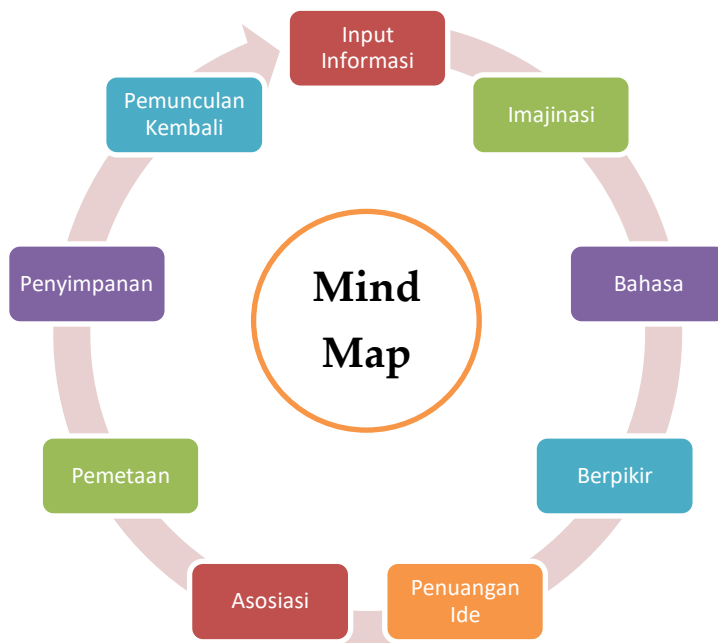 Input
Informasi
Imajinasi
Bahasa
Berpikir
Penuangan
Ide
Asosiasi
Pemetaan
Penyimpanan
Pemunculan
Kembali
Mind
Map